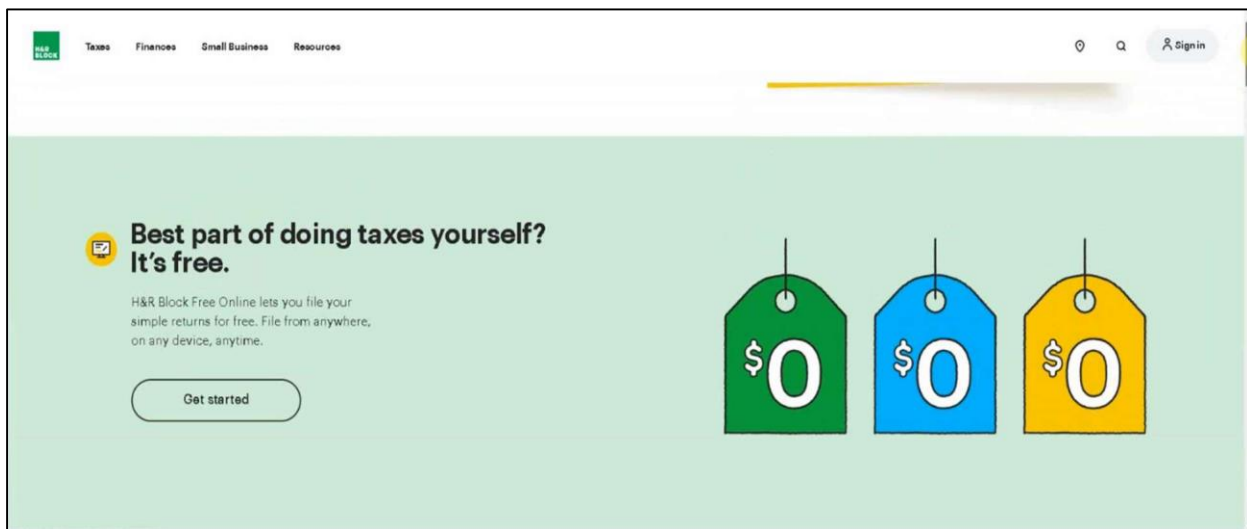 H&R
BLOCK
Taxes Finances Small Business Resources
Sign in
Best part of doing taxes yourself?
It's free.
H&R Block Free Online lets you file your
simple returns for free. File from anywhere,
on any device, anytime.
Get started
$0 $0 $0